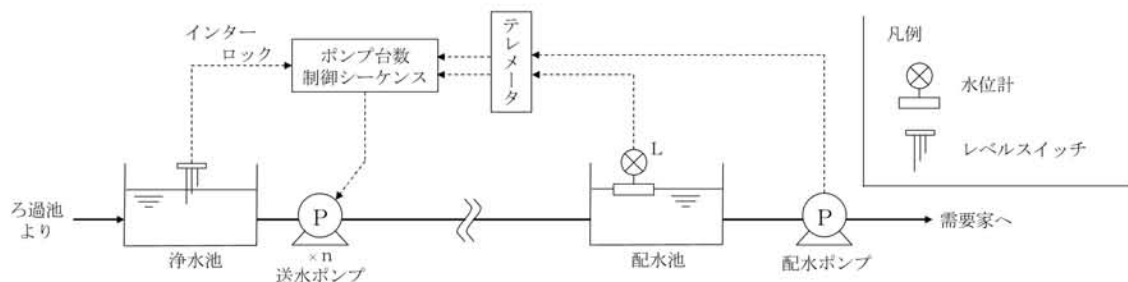 インター
ロック
ポンプ台数
制御シーケンス
テレメータ
凡例
水位計
レベルスイッチ
L
ろ過池
より
P
P
需要家へ
浄水池
×n
送水ポンプ
配水池
配水ポンプ